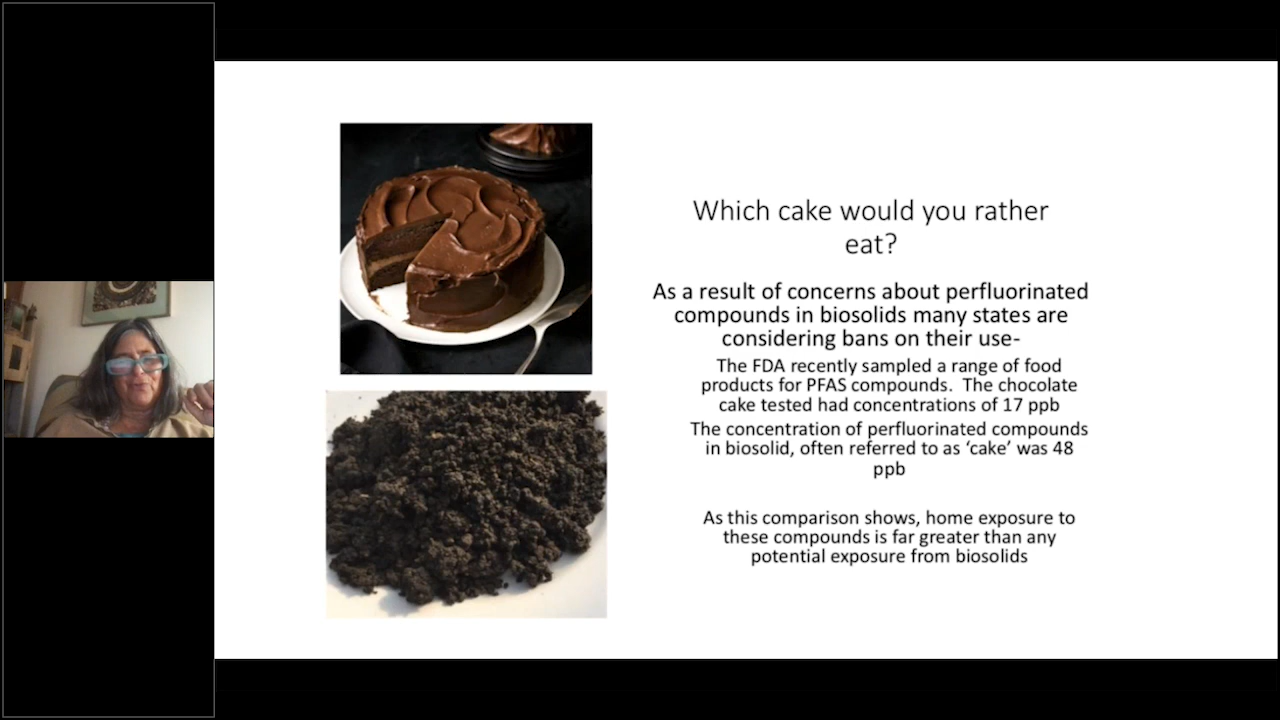 Which cake would you rather
eat?
As a result of concerns about perfluorinated
compounds in biosolids many states are
considering bans on their use-
The FDA recently sampled a range of food
products for PFAS compounds.  The chocolate
cake tested had concentrations of 17 ppb
The concentration of perfluorinated compounds
in biosolid, often referred to as ‘cake’ was 48
ppb
As this comparison shows, home exposure to
these compounds is far greater than any
potential exposure from biosolids